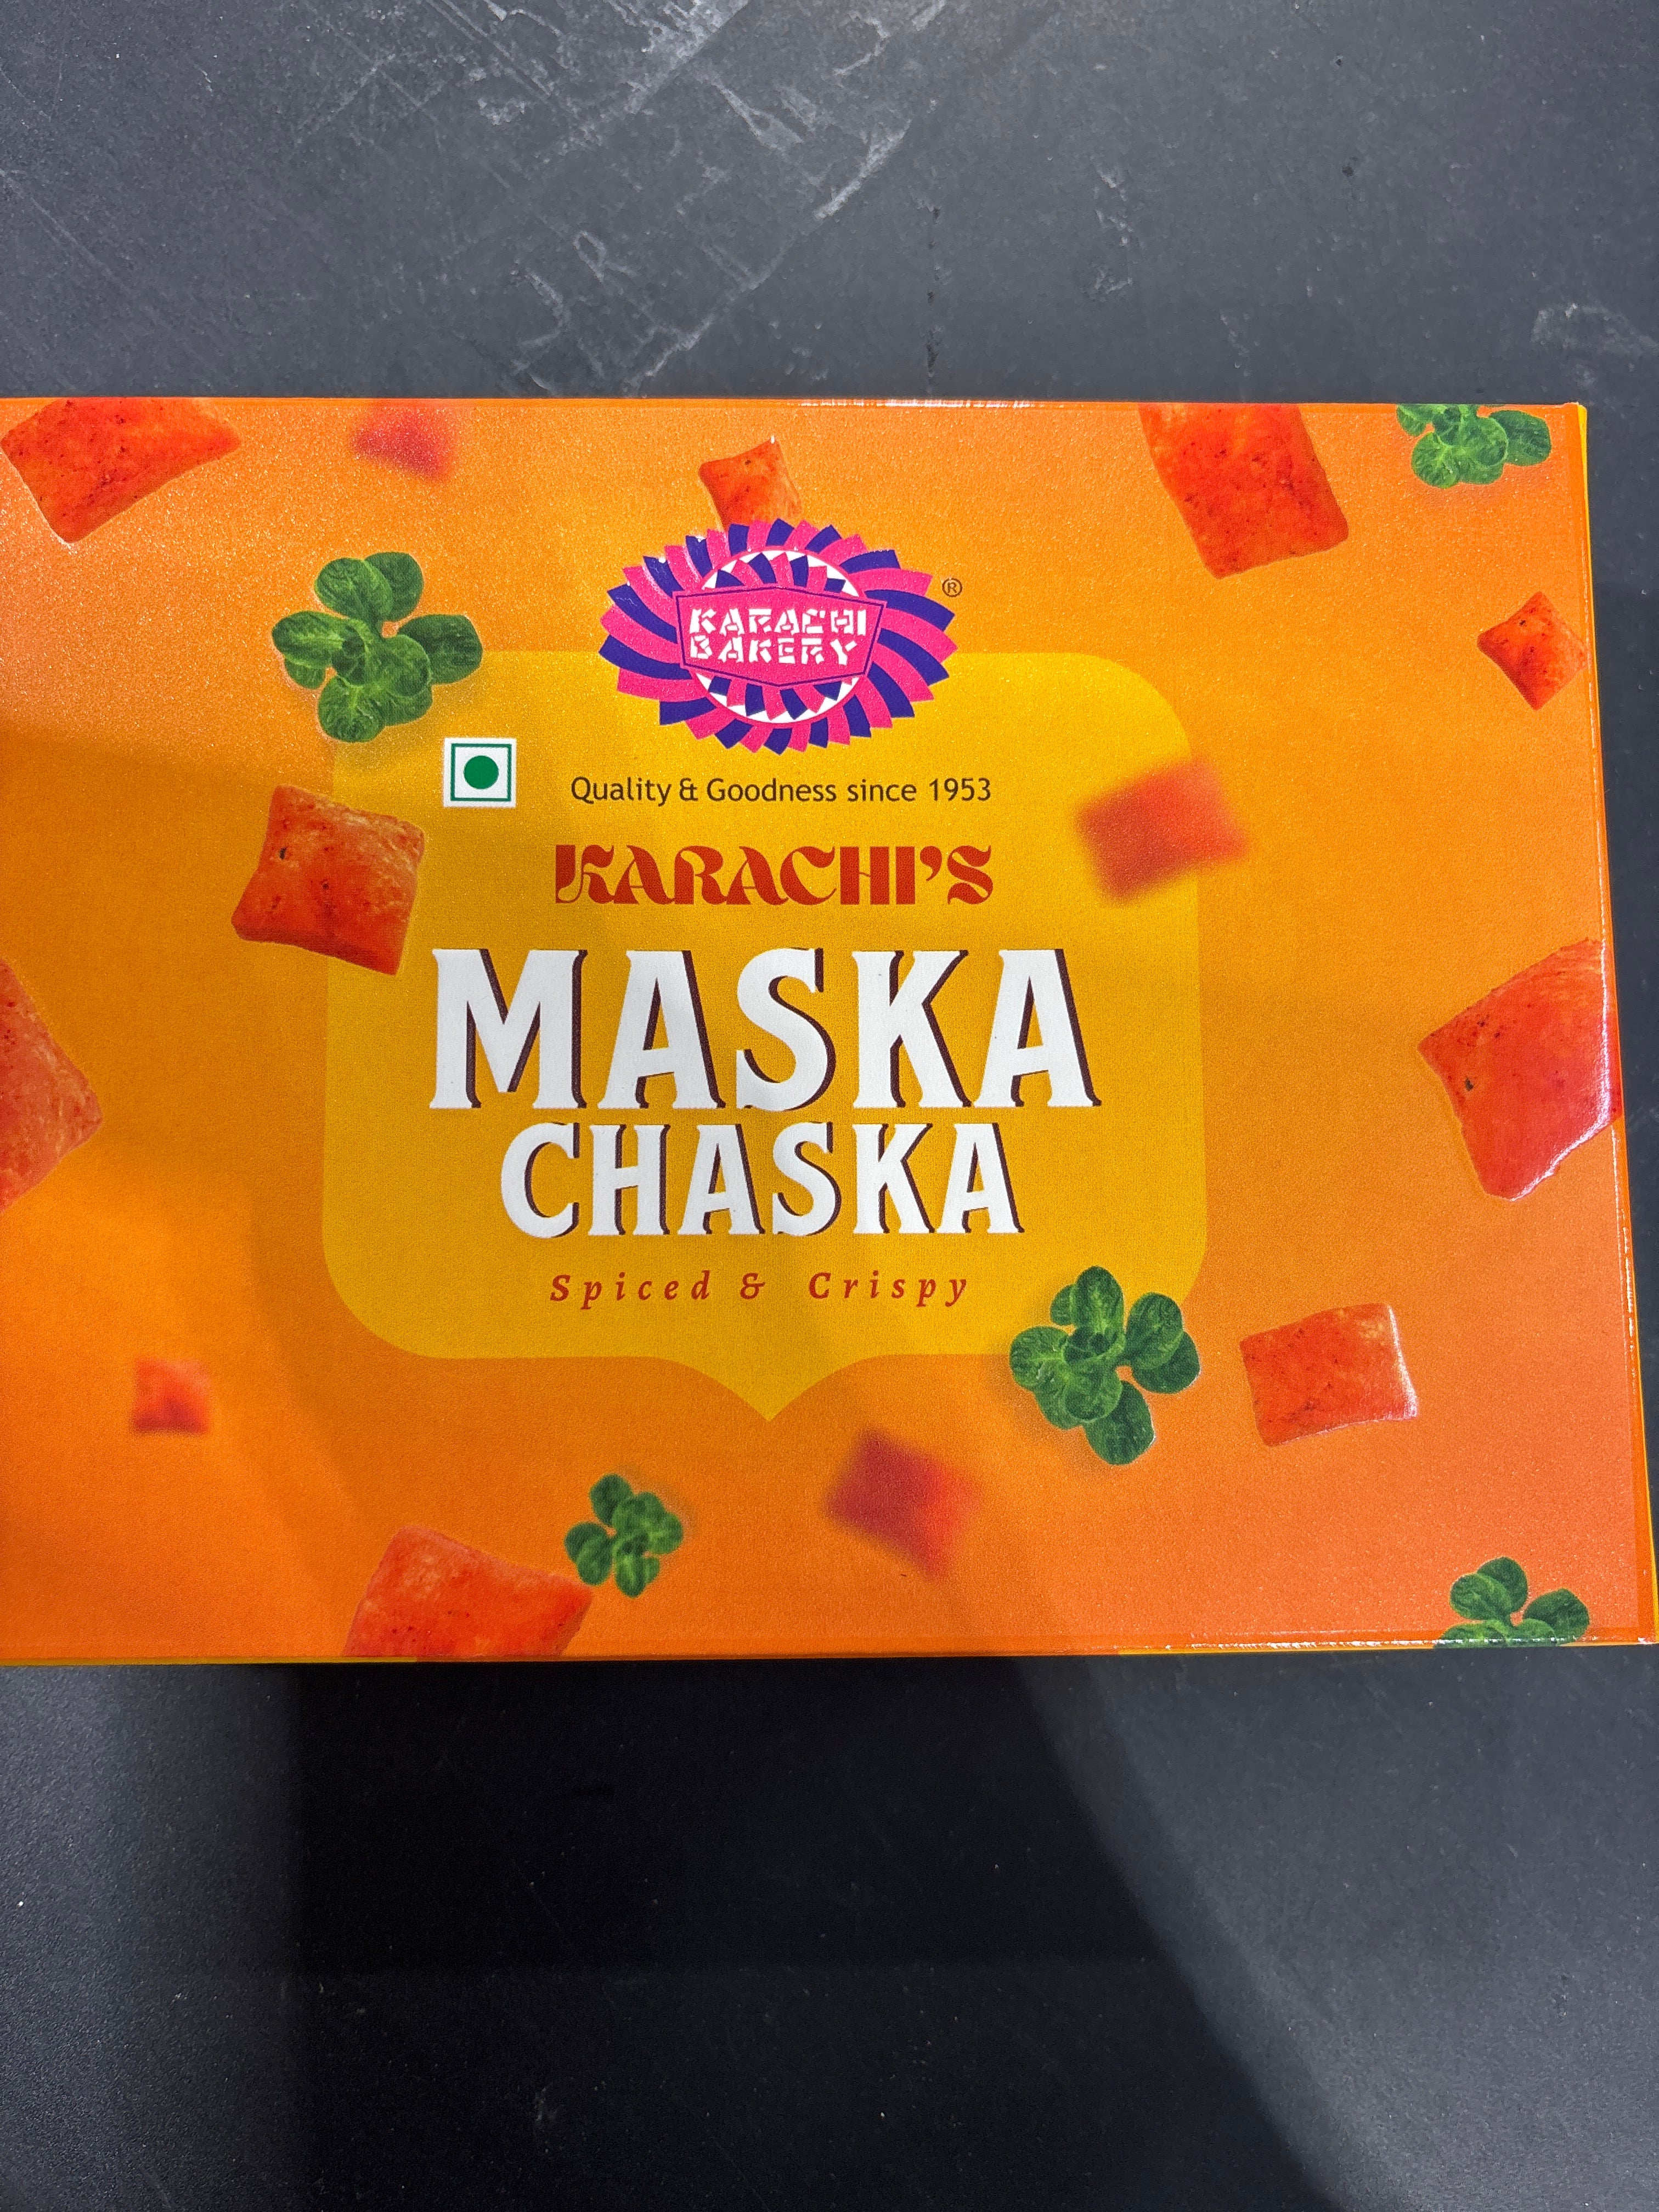 KARACHI
BAKERY
®
Quality & Goodness since 1953
KARACHI'S
MASKA
CHASKA
Spiced & Crispy